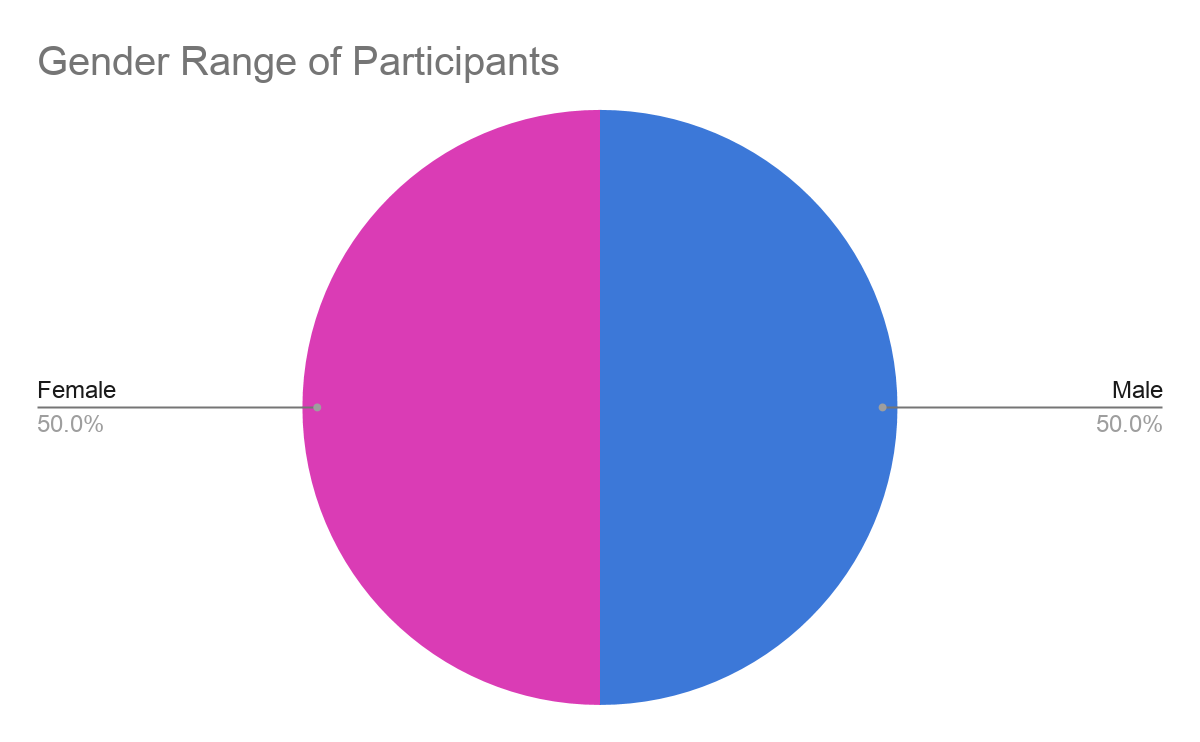 Gender Range of Participants
Female
50.0%
Male
50.0%